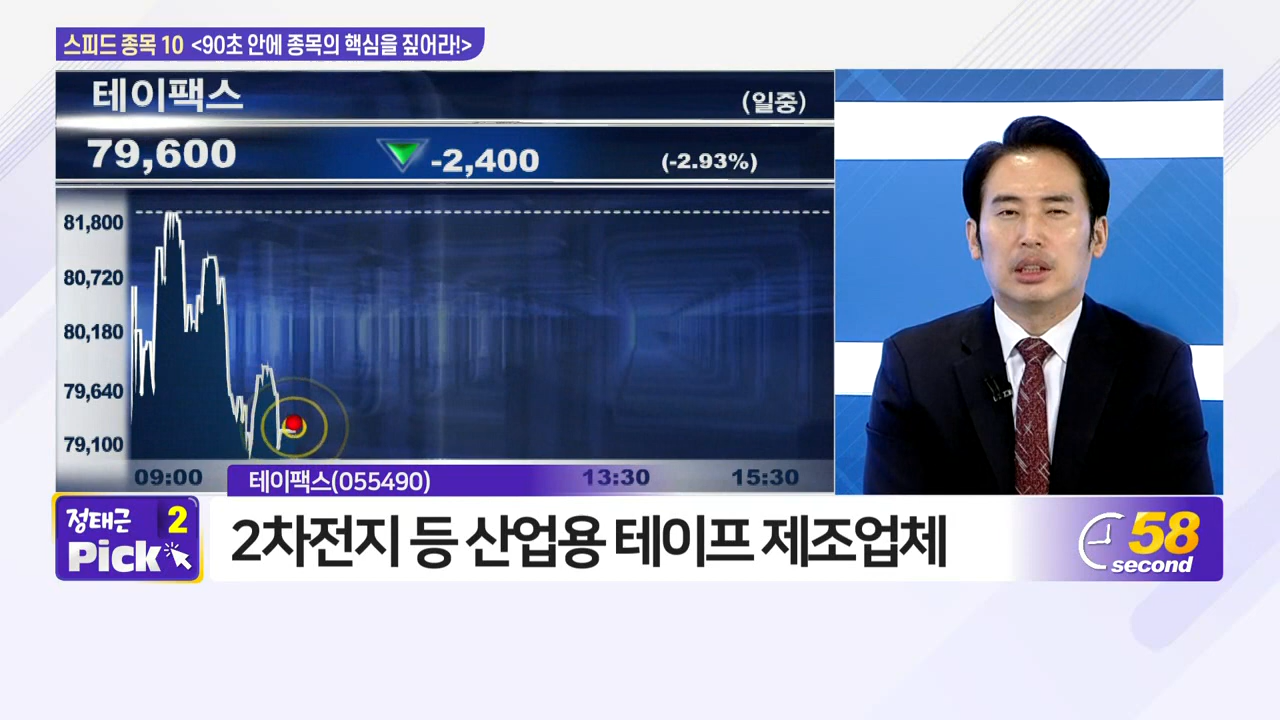 스피드 종목 10 <90초 안에 종목의 핵심을 짚어라!>
테이팩스 (일중)
79,600 -2,400 (-2.93%)
81,800
80,720
80,180
79,640
79,100
09:00 13:30 15:30
테이팩스(055490)
정태근 2
Pick
2차전지 등 산업용 테이프 제조업체
58
second